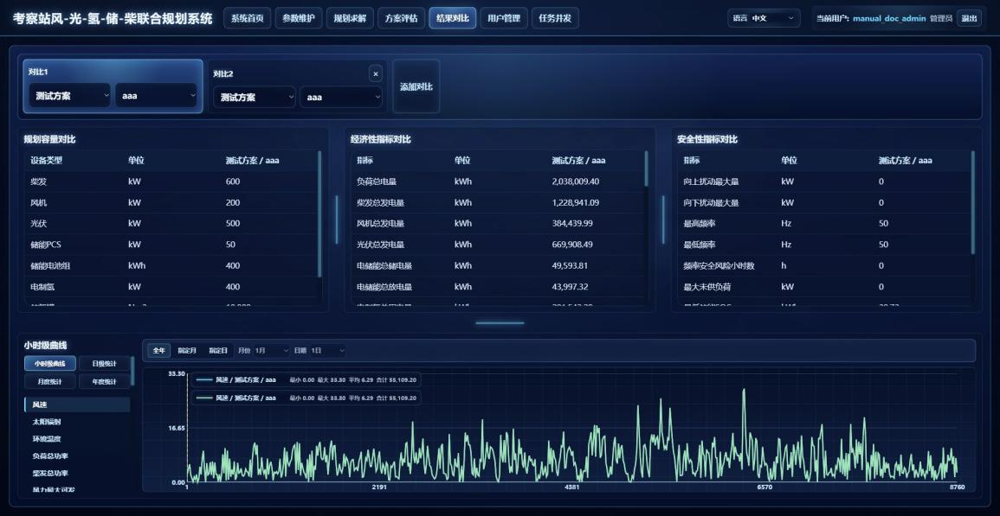 考察站风-光-氢-储-柴联合规划系统 系统首页 参数维护 规划求解 方案评估 结果对比 用户管理 任务并发 语言 中文 当前用户: manual_doc_admin 管理员 退出
对比1
测试方案 aaa
对比2 ×
测试方案 aaa
添加对比
规划容量对比
设备类型 单位 测试方案 / aaa
柴发 kW 600
风机 kW 200
光伏 kW 500
储能PCS kW 50
储能电池组 kWh 400
电制氢 kW 400
经济性指标对比
指标 单位 测试方案 / aaa
负荷总电量 kWh 2,038,009.40
柴发总发电量 kWh 1,228,941.09
风机总发电量 kWh 384,439.99
光伏总发电量 kWh 669,908.49
电储能总储电量 kWh 49,593.81
电储能总放电量 kWh 43,997.32
安全性指标对比
指标 单位 测试方案 / aaa
向上扰动最大量 kW 0
向下扰动最大量 kW 0
最高频率 Hz 50
最低频率 Hz 50
频率安全风险小时数 h 0
最大未供负荷 kW 0
小时级曲线
小时级曲线 日级统计
月度统计 年度统计
风速
太阳辐射
环境温度
负荷总功率
柴发总功率
风力最大可发
全年 指定月 指定日 月份 1月 日期 1日
33.30
16.65
0.00
风速 / 测试方案 / aaa 最小 0.00 最大 33.30 平均 6.29 合计 55,109.20
风速 / 测试方案 / aaa 最小 0.00 最大 33.30 平均 6.29 合计 55,109.20
1 2191 4381 6570 8760